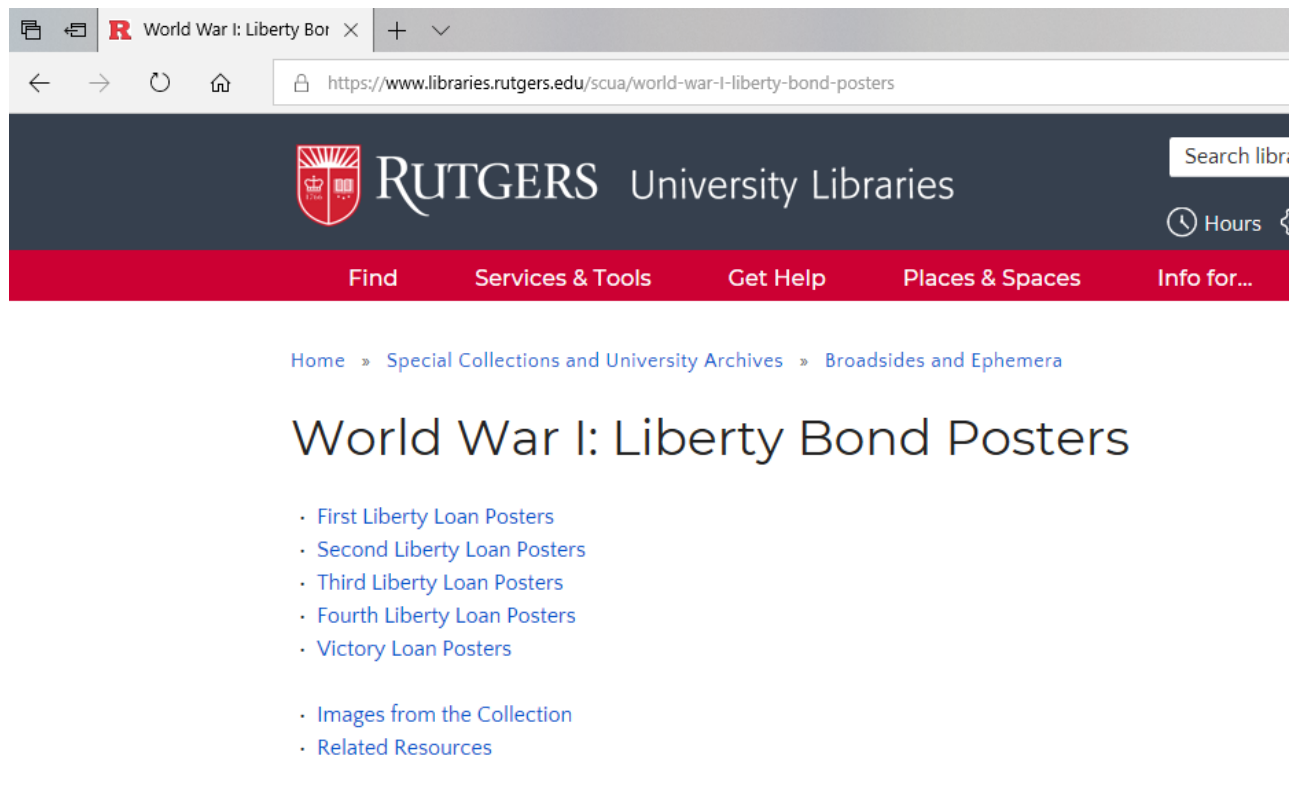 World War I: Liberty Bor
https://www.libraries.rutgers.edu/scua/world-war-I-liberty-bond-posters
1766
RUTGERS University Libraries
Search libra
Hours
Find Services & Tools Get Help Places & Spaces Info for...
Home » Special Collections and University Archives » Broadsides and Ephemera
World War I: Liberty Bond Posters
· First Liberty Loan Posters
· Second Liberty Loan Posters
· Third Liberty Loan Posters
· Fourth Liberty Loan Posters
· Victory Loan Posters
· Images from the Collection
· Related Resources